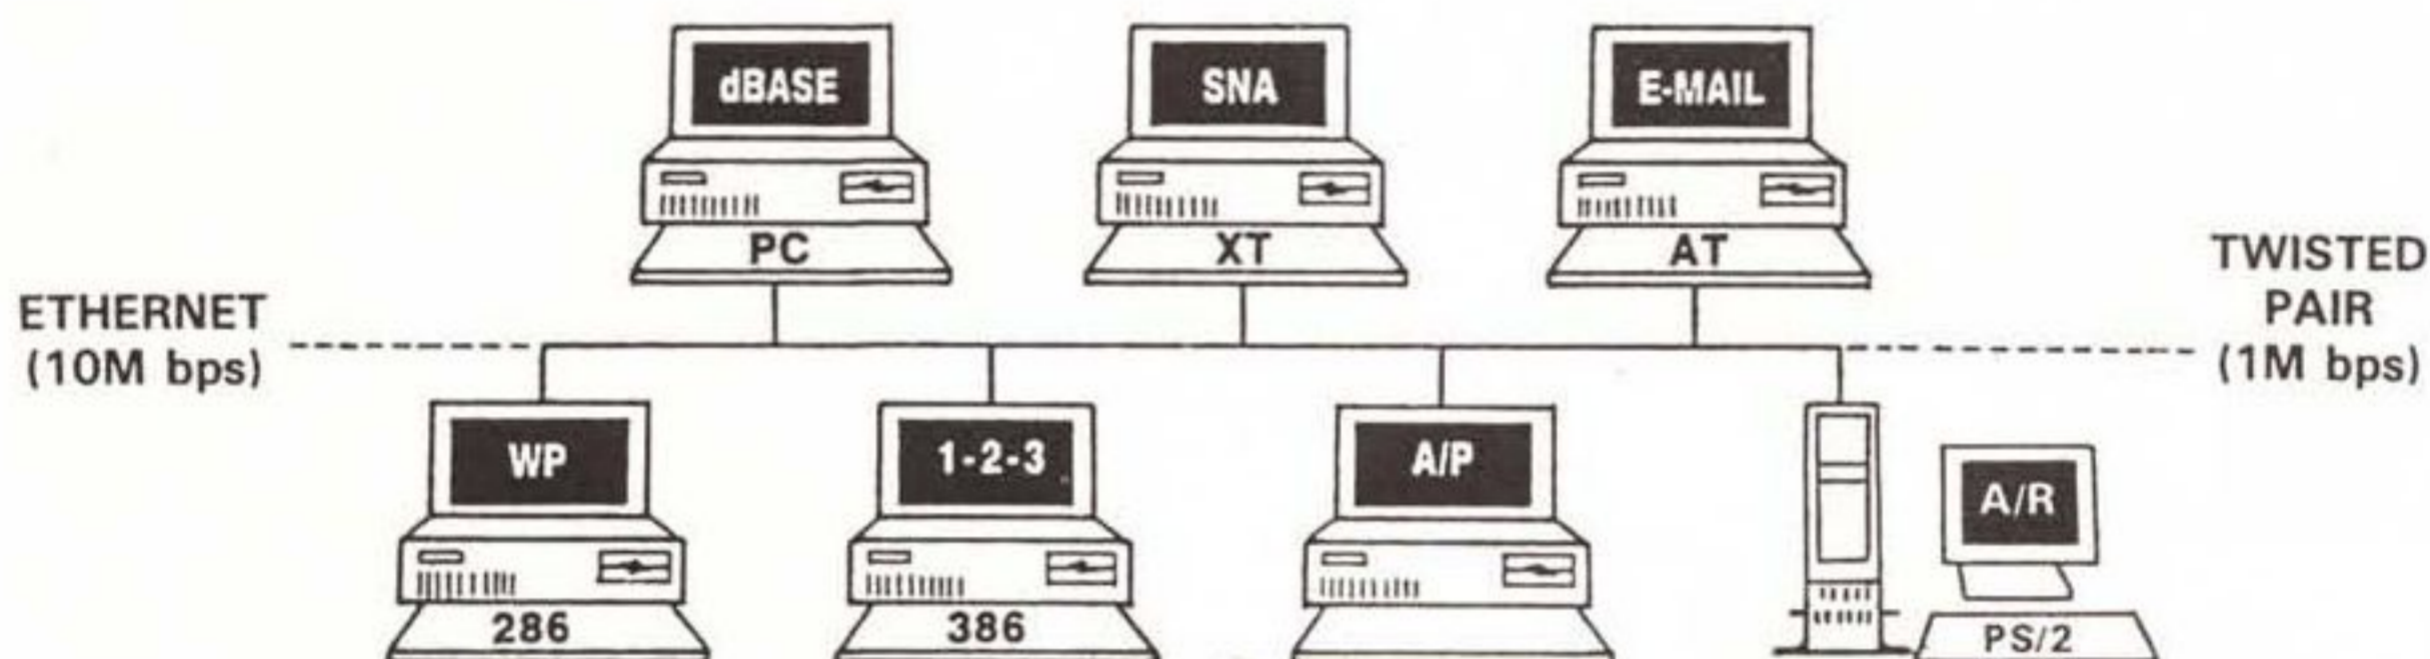 dBASE
SNA
E-MAIL
PC
XT
AT
ETHERNET
(10M bps)
TWISTED
PAIR
(1M bps)
WP
1-2-3
A/P
A/R
286
386
PS/2